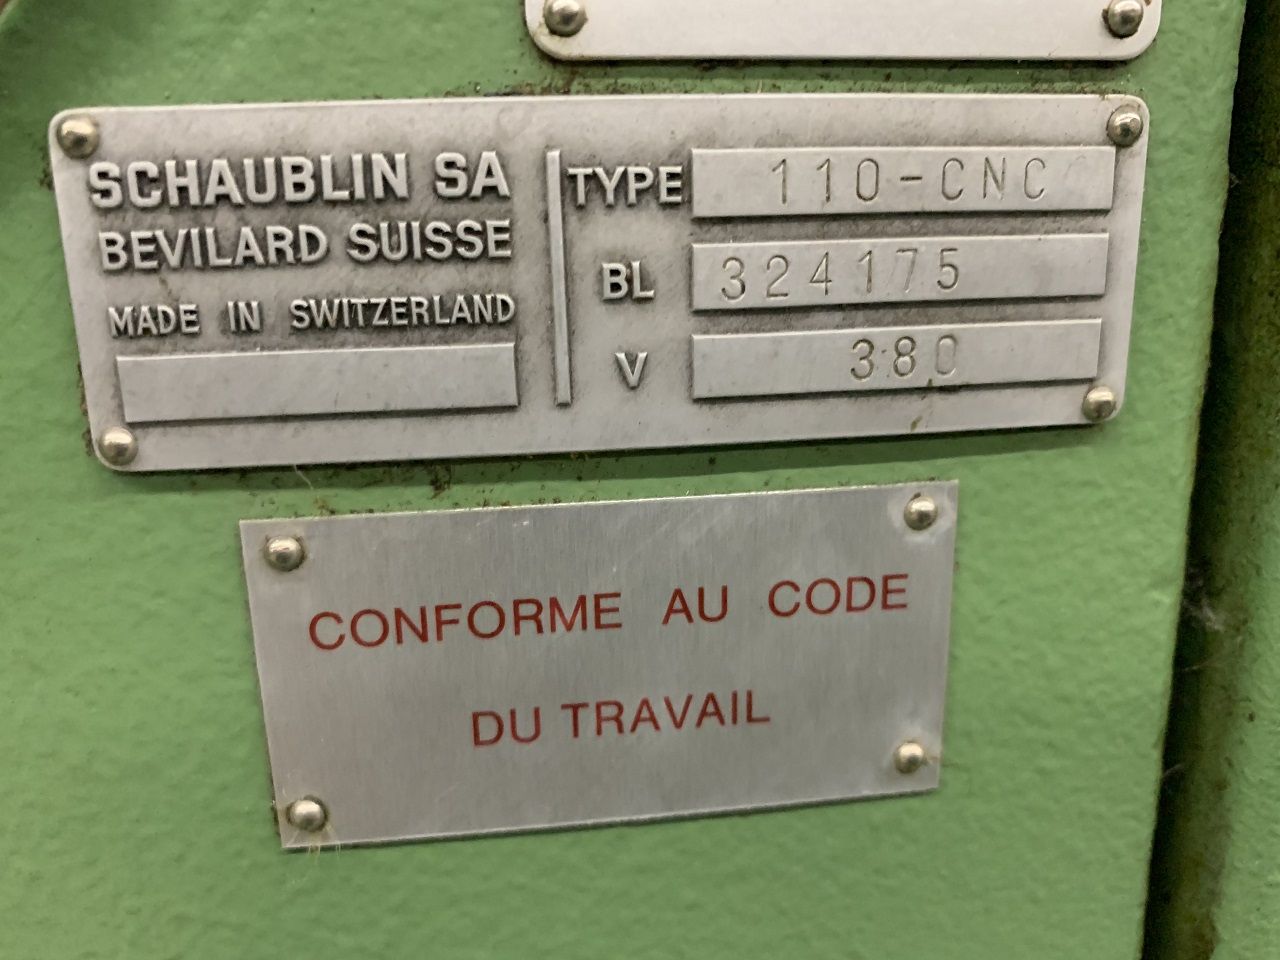 SCHAUBLIN SA
BEVILARD SUISSE
MADE IN SWITZERLAND
TYPE 110-CNC
BL 324175
V 380
CONFORME AU CODE
DU TRAVAIL